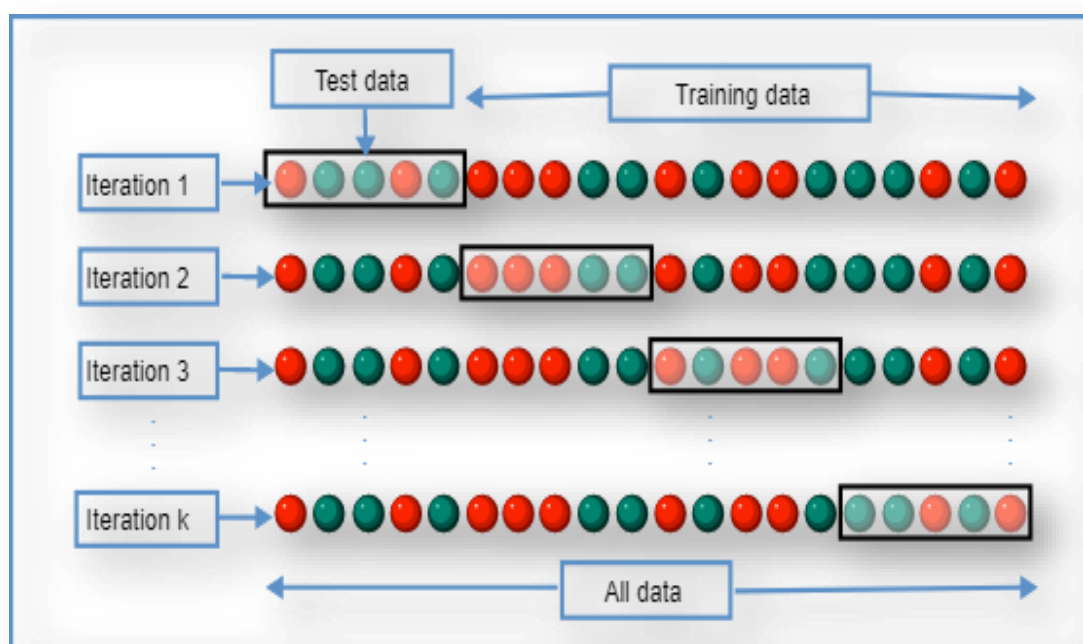 Test data
Training data
Iteration 1
Iteration 2
Iteration 3
Iteration k
All data